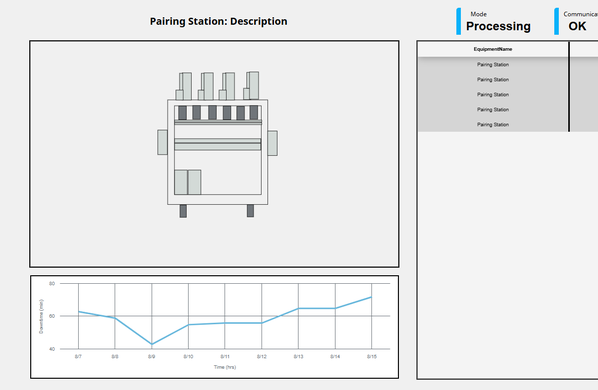 Pairing Station: Description
Mode
Processing
Communica
OK
EquipmentName
Pairing Station
Pairing Station
Pairing Station
Pairing Station
Pairing Station
Downtime (min)
80
60
40
8/7 8/8 8/9 8/10 8/11 8/12 8/13 8/14 8/15
Time (hrs)